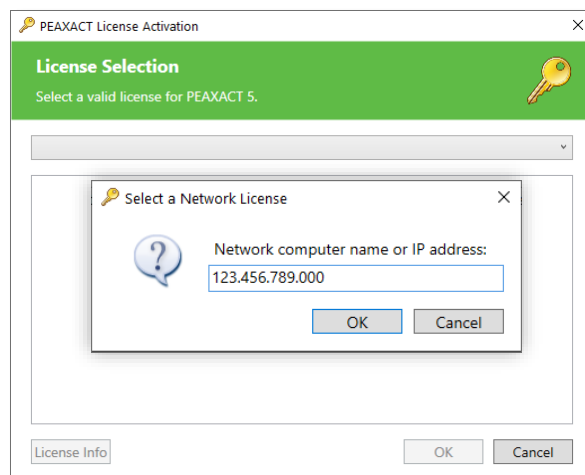 PEAXACT License Activation
License Selection
Select a valid license for PEAXACT 5.
Select a Network License
Network computer name or IP address:
123.456.789.000
OK
Cancel
License Info
OK
Cancel